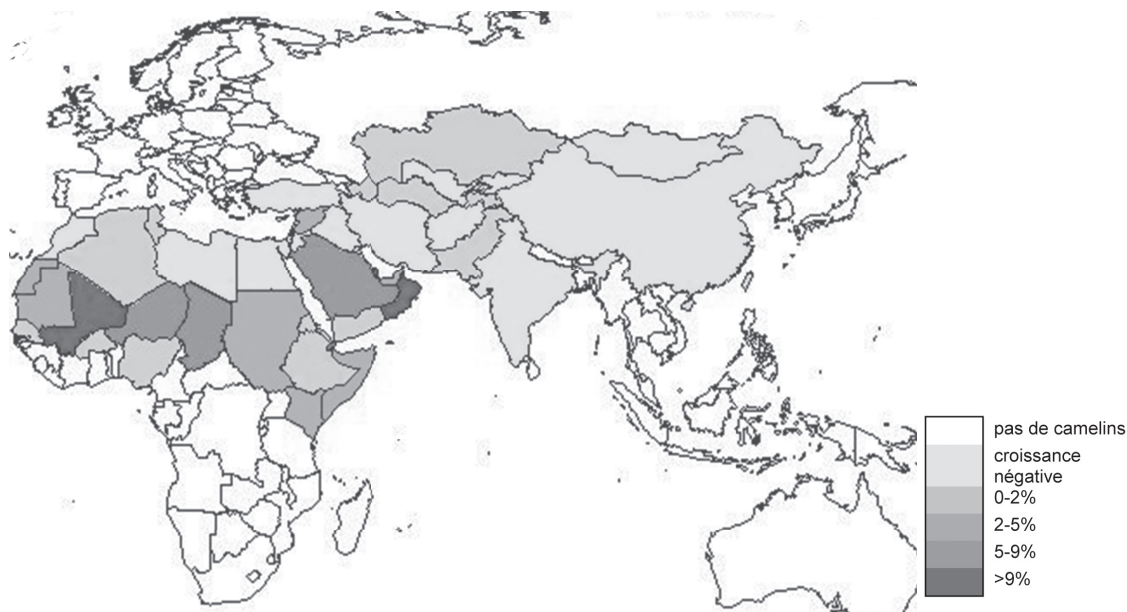 pas de camelins
croissance
négative
0-2%
2-5%
5-9%
>9%